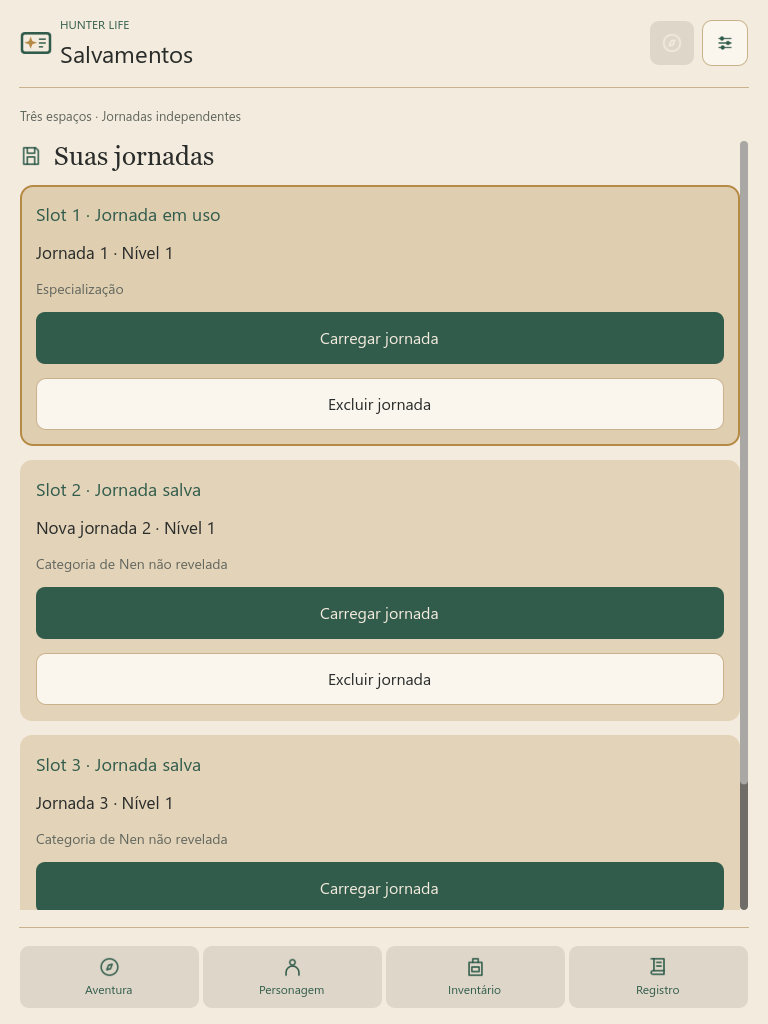 HUNTER LIFE
Salvamentos
Três espaços · Jornadas independentes
Suas jornadas
Slot 1 · Jornada em uso
Jornada 1 · Nível 1
Especialização
Carregar jornada
Excluir jornada
Slot 2 · Jornada salva
Nova jornada 2 · Nível 1
Categoria de Nen não revelada
Carregar jornada
Excluir jornada
Slot 3 · Jornada salva
Jornada 3 · Nível 1
Categoria de Nen não revelada
Carregar jornada
Aventura
Personagem
Inventário
Registro